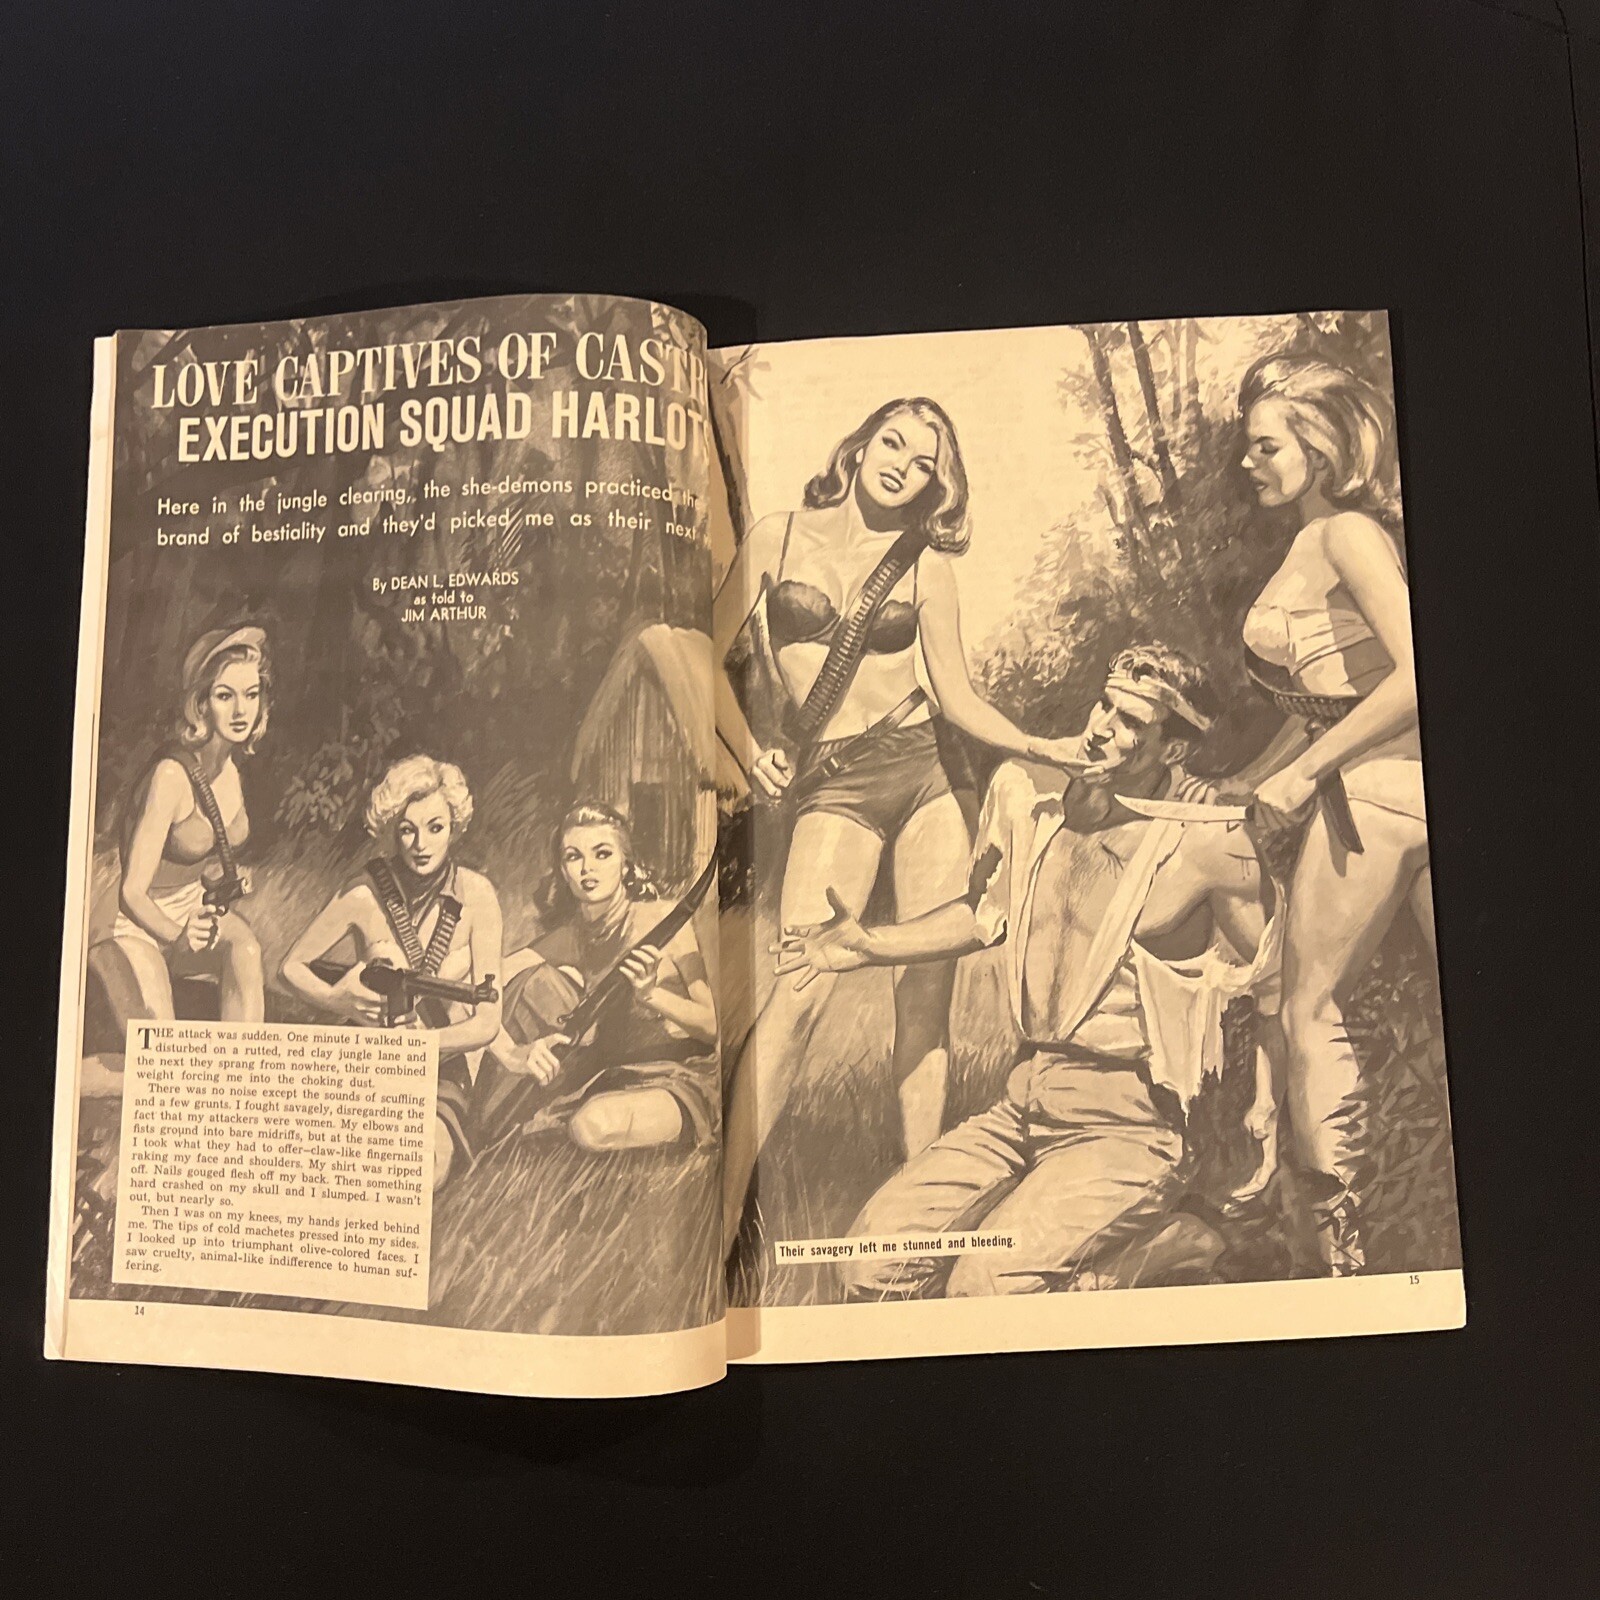 LOVE CAPTIVES OF CASTR
EXECUTION SQUAD HARLOT
Here in the jungle clearing, the she-demons practiced the
brand of bestiality and they'd picked me as their next
By DEAN L. EDWARDS
as told to
JIM ARTHUR
THE attack was sudden. One minute I walked un-
disturbed on a rutted, red clay jungle lane and
the next they sprang from nowhere, their combined
weight forcing me into the choking dust.
There was no noise except the sounds of scuffling
and a few grunts. I fought savagely, disregarding the
fact that my attackers were women. My elbows and
fists ground into bare midriffs, but at the same time
I took what they had to offer—claw-like fingernails
raking my face and shoulders. My shirt was ripped
off. Nails gouged flesh off my back. Then something
hard crashed on my skull and I slumped. I wasn't
out, but nearly so.
Then I was on my knees, my hands jerked behind
me. The tips of cold machetes pressed into my sides.
I looked up into triumphant olive-colored faces. I
saw cruelty, animal-like indifference to human suf-
fering.
14
Their savagery left me stunned and bleeding.
15